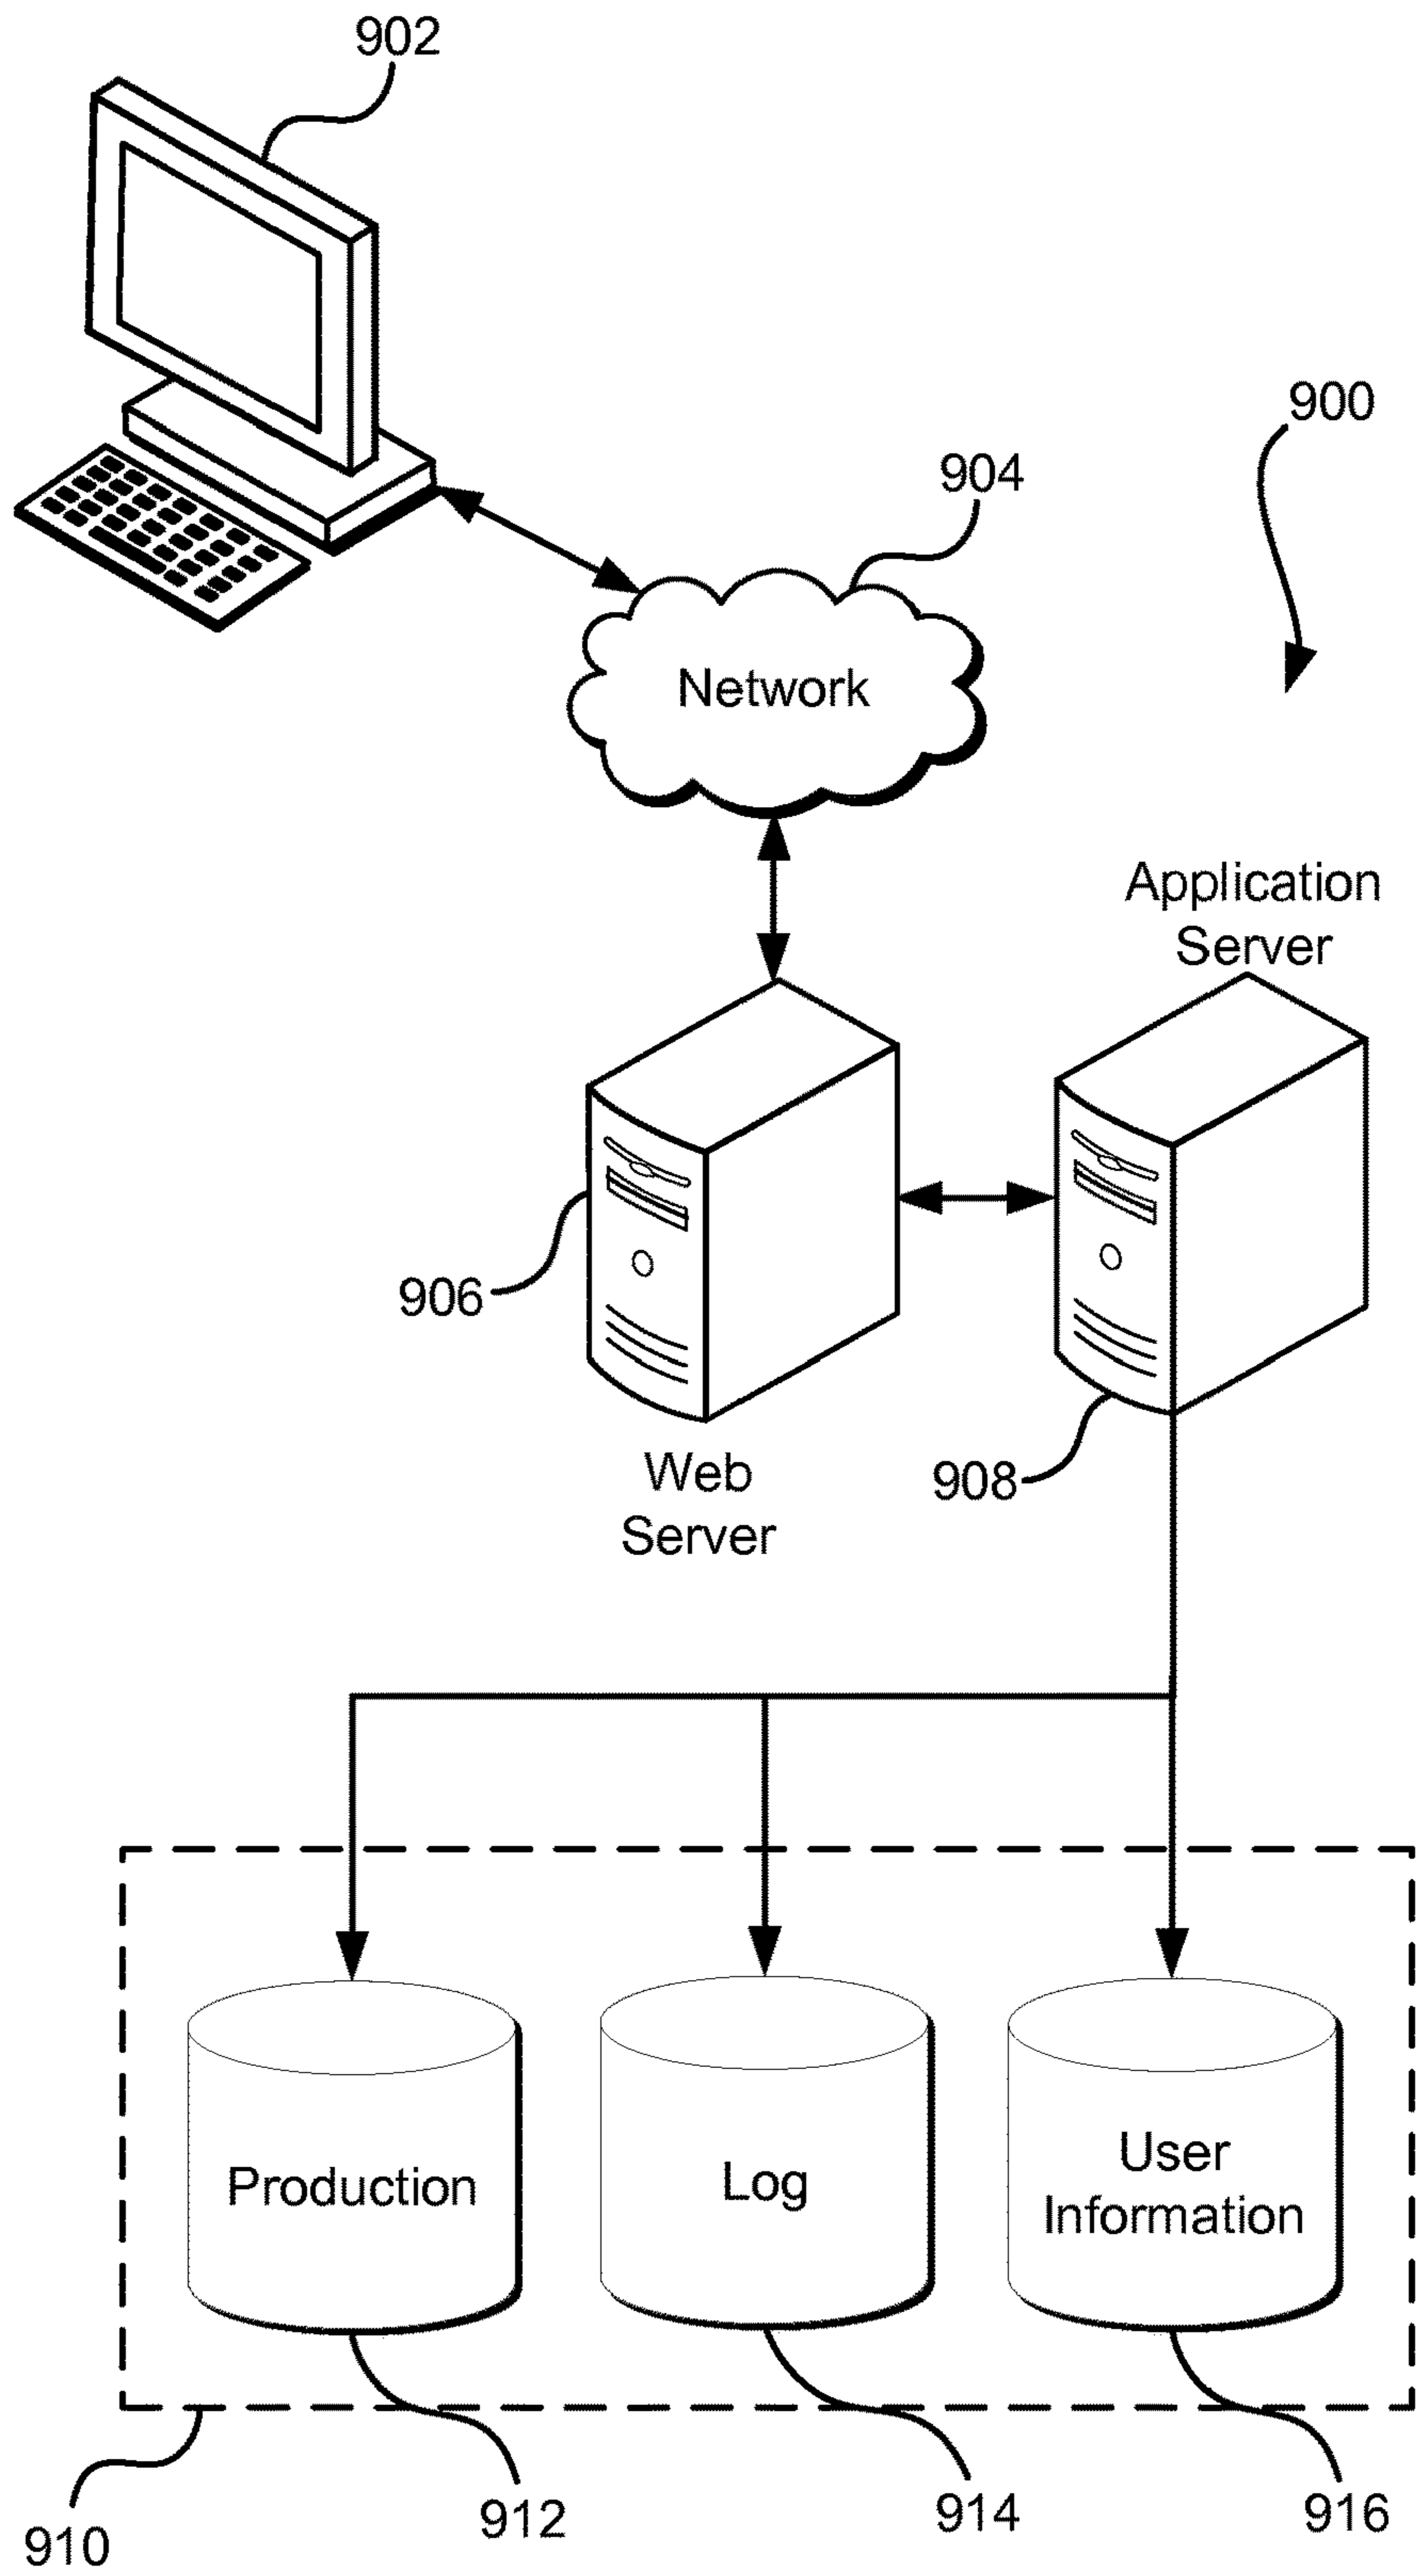 902
900
904
Network
Application
Server
906
Web
Server
908
Production
Log
User
Information
910
912
914
916